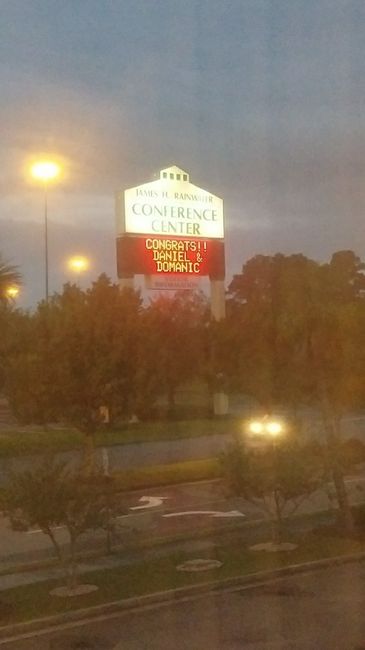 JAMES H. RAINWATER
CONFERENCE
CENTER
CONGRATS!!
DANIEL &
DOMANIC